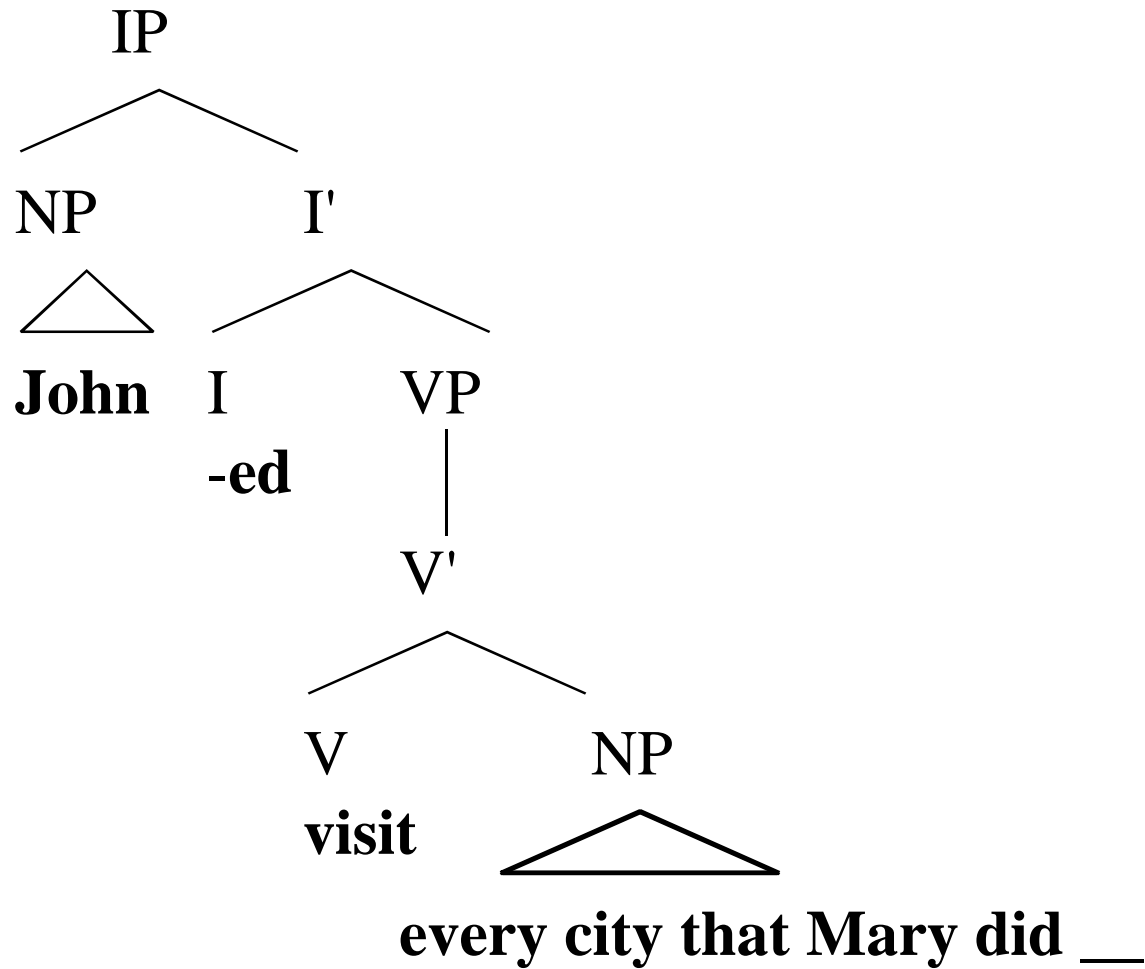 IP
NP I'
John I VP
-ed
V'
V NP
visit
every city that Mary did __